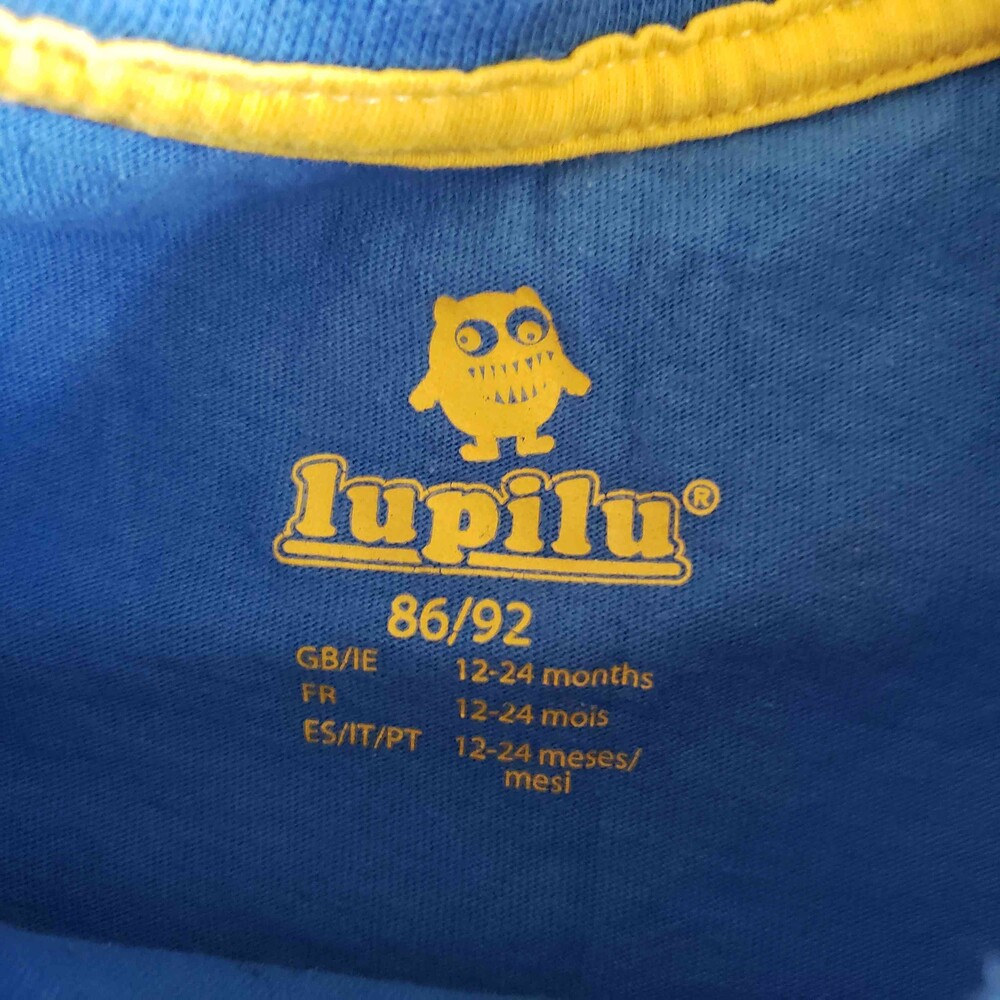 lupilu®
86/92
GB/IE 12-24 months
FR 12-24 mois
ES/IT/PT 12-24 meses/
mesi